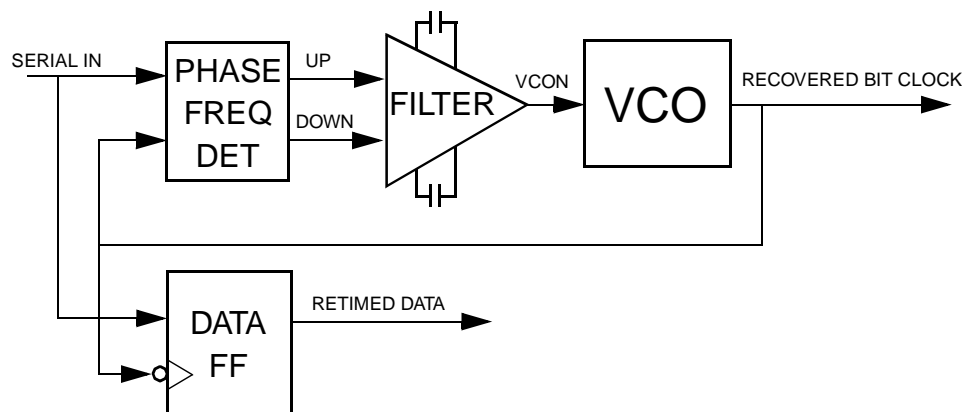 SERIAL IN
PHASE
FREQ
DET
UP
DOWN
FILTER
VCON
VCO
RECOVERED BIT CLOCK
DATA
FF
RETIMED DATA